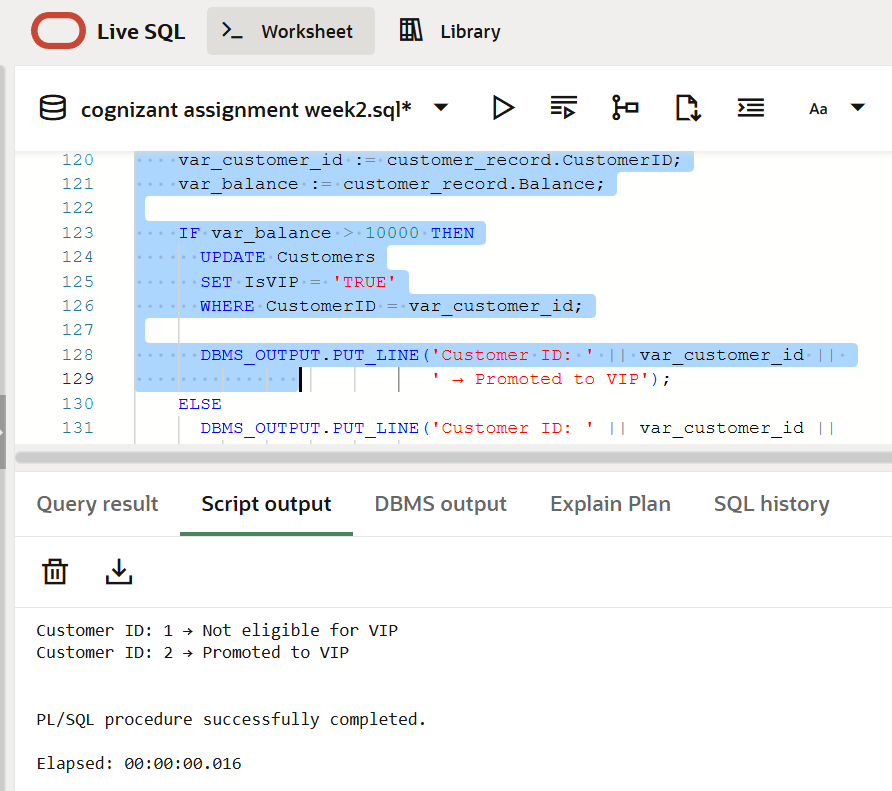 Live SQL Worksheet Library
cognizant assignment week2.sql* Aa
120 var_customer_id := customer_record.CustomerID;
121 var_balance := customer_record.Balance;
122
123 IF var_balance > 10000 THEN
124 UPDATE Customers
125 SET IsVIP = 'TRUE'
126 WHERE CustomerID = var_customer_id;
127
128 DBMS_OUTPUT.PUT_LINE('Customer ID: ' || var_customer_id ||
129 ' → Promoted to VIP');
130 ELSE
131 DBMS_OUTPUT.PUT_LINE('Customer ID: ' || var_customer_id ||
Query result Script output DBMS output Explain Plan SQL history
Customer ID: 1 → Not eligible for VIP
Customer ID: 2 → Promoted to VIP
PL/SQL procedure successfully completed.
Elapsed: 00:00:00.016